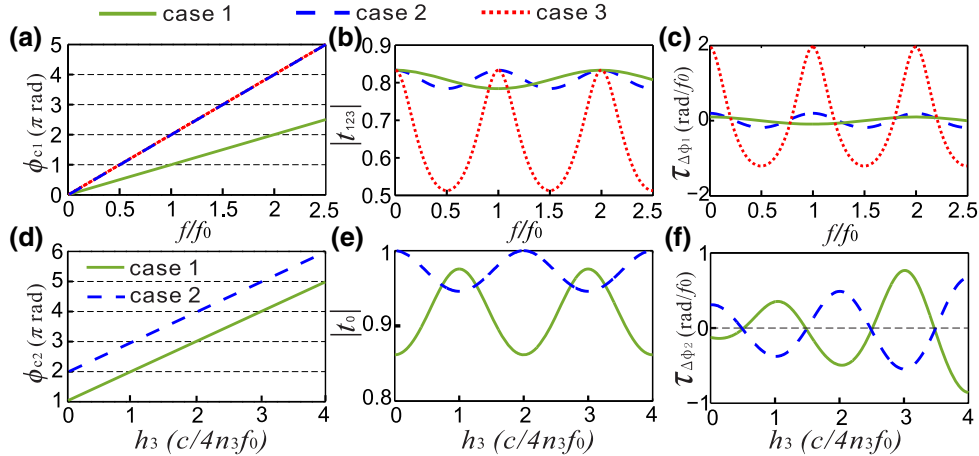 case 1 case 2 case 3
(a) (b) (c)
5
4
3
2
1
0
ϕc1 (π rad)
0 0.5 1 1.5 2 2.5
f/f0
0.9
0.8
0.7
0.6
0.5
|t123|
0 0.5 1 1.5 2 2.5
f/f0
2
0
−2
τΔϕ1 (rad/f0)
0 0.5 1 1.5 2 2.5
f/f0
(d) (e) (f)
6
5
4
3
2
1
ϕc2 (π rad)
case 1
case 2
0 1 2 3 4
h3 (c/4n3f0)
1
0.9
0.8
|t0|
0 1 2 3 4
h3 (c/4n3f0)
1
0
−1
τΔϕ2 (rad/f0)
0 1 2 3 4
h3 (c/4n3f0)